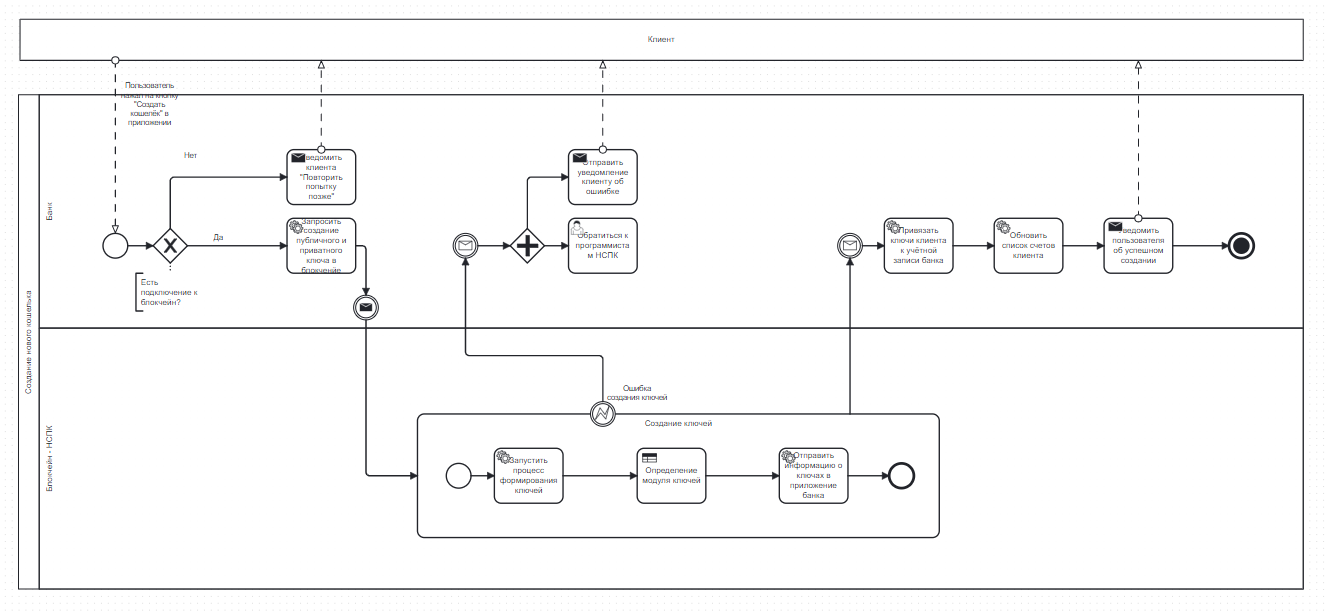 Клиент
Пользователь
нажал на кнопку
"Создать
кошелёк" в
приложении
Нет
Уведомить
клиента
"Повторить
попытку
позже"
Отправить
уведомление
клиенту об
ошибке
Банк
Да
Запросить
создание
публичного и
приватного
ключа в
блокчейне
Обратиться к
программиста
м НСПК
Привязать
ключи клиента
к учётной
записи банка
Обновить
список счетов
клиента
Уведомить
пользователя
об успешном
создании
Есть
подключение к
блокчейн?
Создание нового кошелька
Ошибка
создания ключей
Создание ключей
Блокчейн - НСПК
Запустить
процесс
формирования
ключей
Определение
модуля ключей
Отправить
информацию о
ключах в
приложение
банка